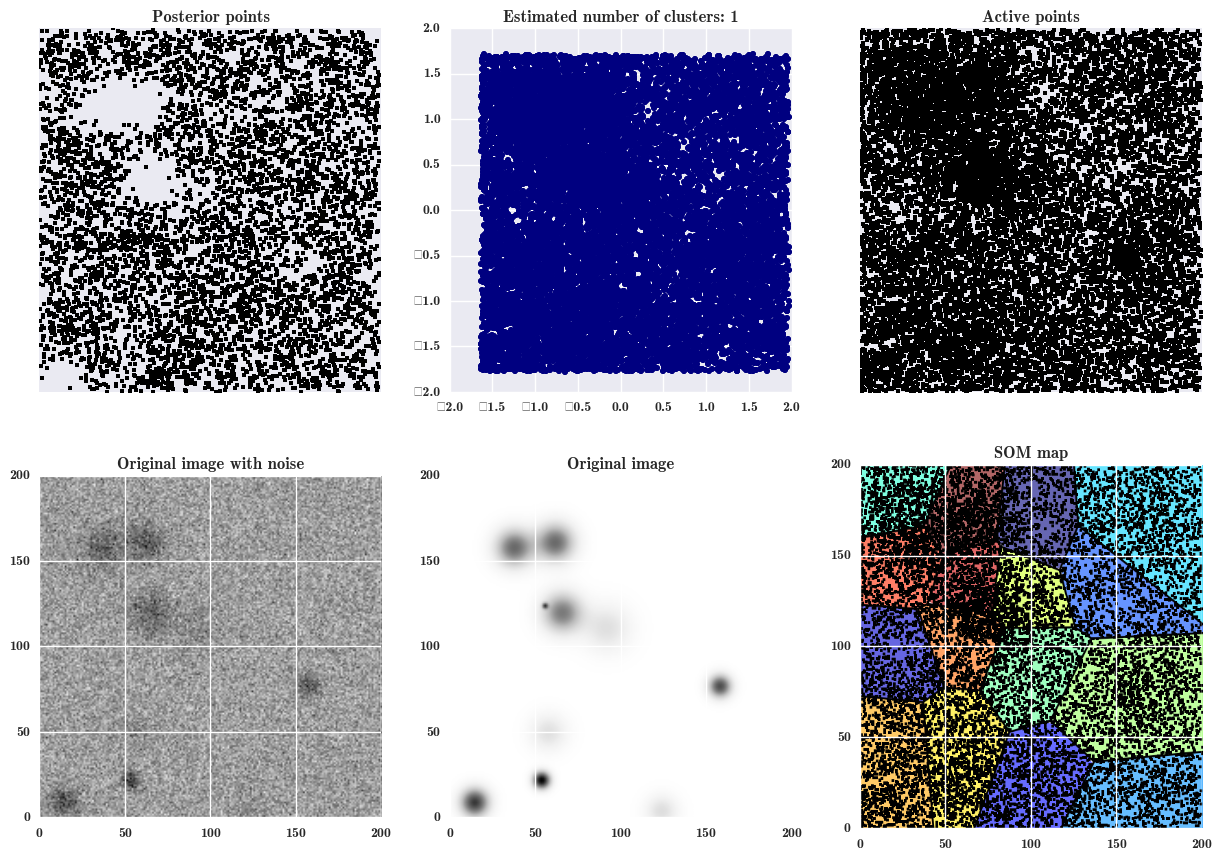 Posterior points
Estimated number of clusters: 1
Active points
2.0
1.5
1.0
0.5
0.0
□0.5
□1.0
□1.5
□2.0
□2.0 □1.5 □1.0 □0.5 0.0 0.5 1.0 1.5 2.0
Original image with noise
Original image
SOM map
200
150
100
50
0
0 50 100 150 200
200
150
100
50
0
0 50 100 150 200
200
150
100
50
0
0 50 100 150 200